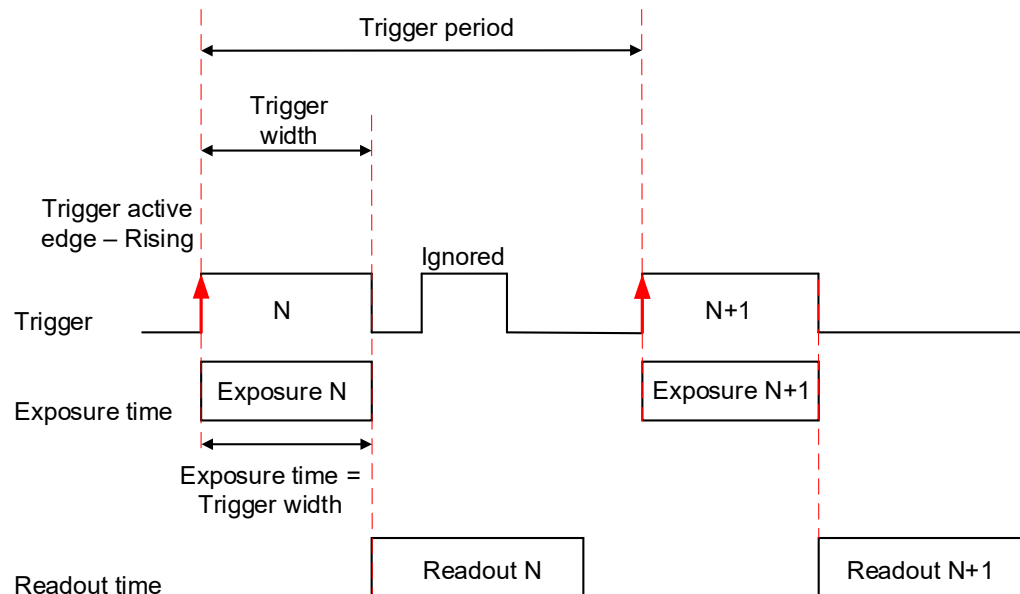 Trigger period
Trigger
width
Trigger active
edge – Rising
Ignored
Trigger
N
N+1
Exposure time
Exposure N
Exposure N+1
Exposure time =
Trigger width
Readout time
Readout N
Readout N+1